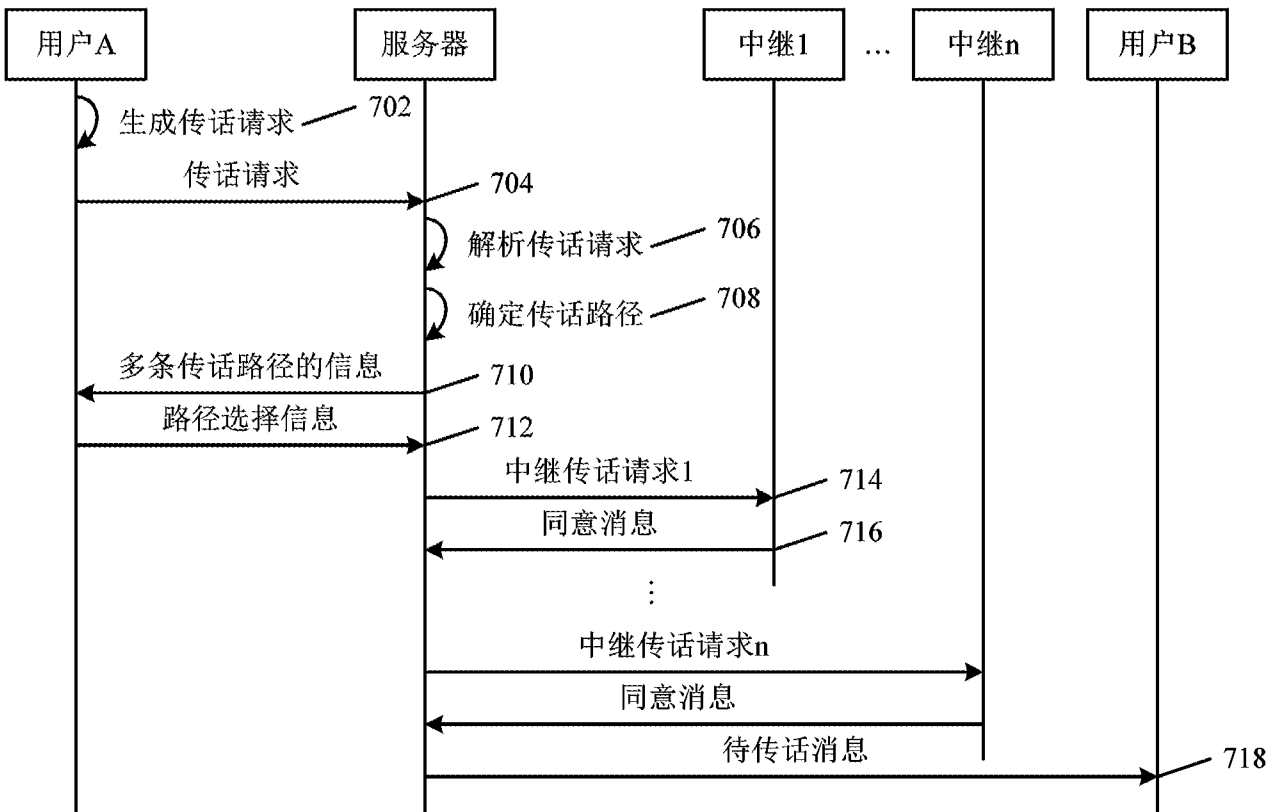 用户A
服务器
中继1
…
中继n
用户B
生成传话请求
702
传话请求
704
解析传话请求
706
确定传话路径
708
多条传话路径的信息
710
路径选择信息
712
中继传话请求1
714
同意消息
716
⋮
中继传话请求n
同意消息
待传话消息
718